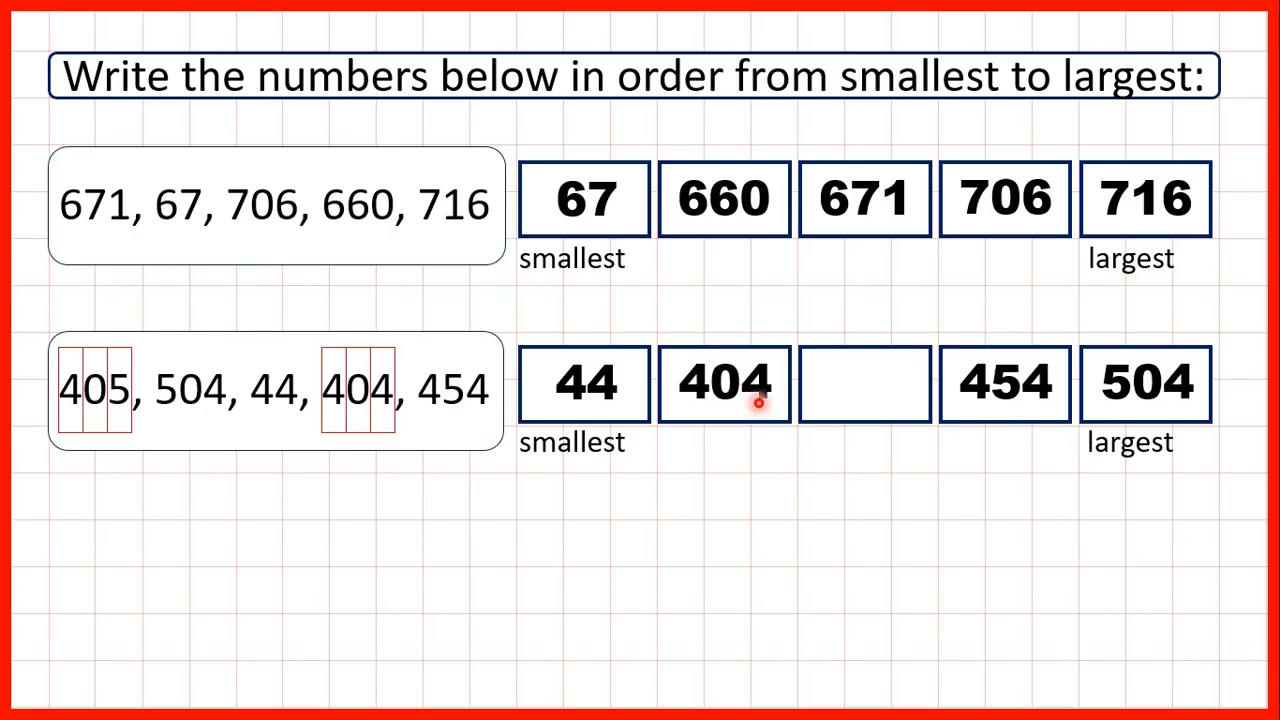 Write the numbers below in order from smallest to largest:
671, 67, 706, 660, 716
67 660 671 706 716
smallest largest
405, 504, 44, 404, 454
44 404 454 504
smallest largest